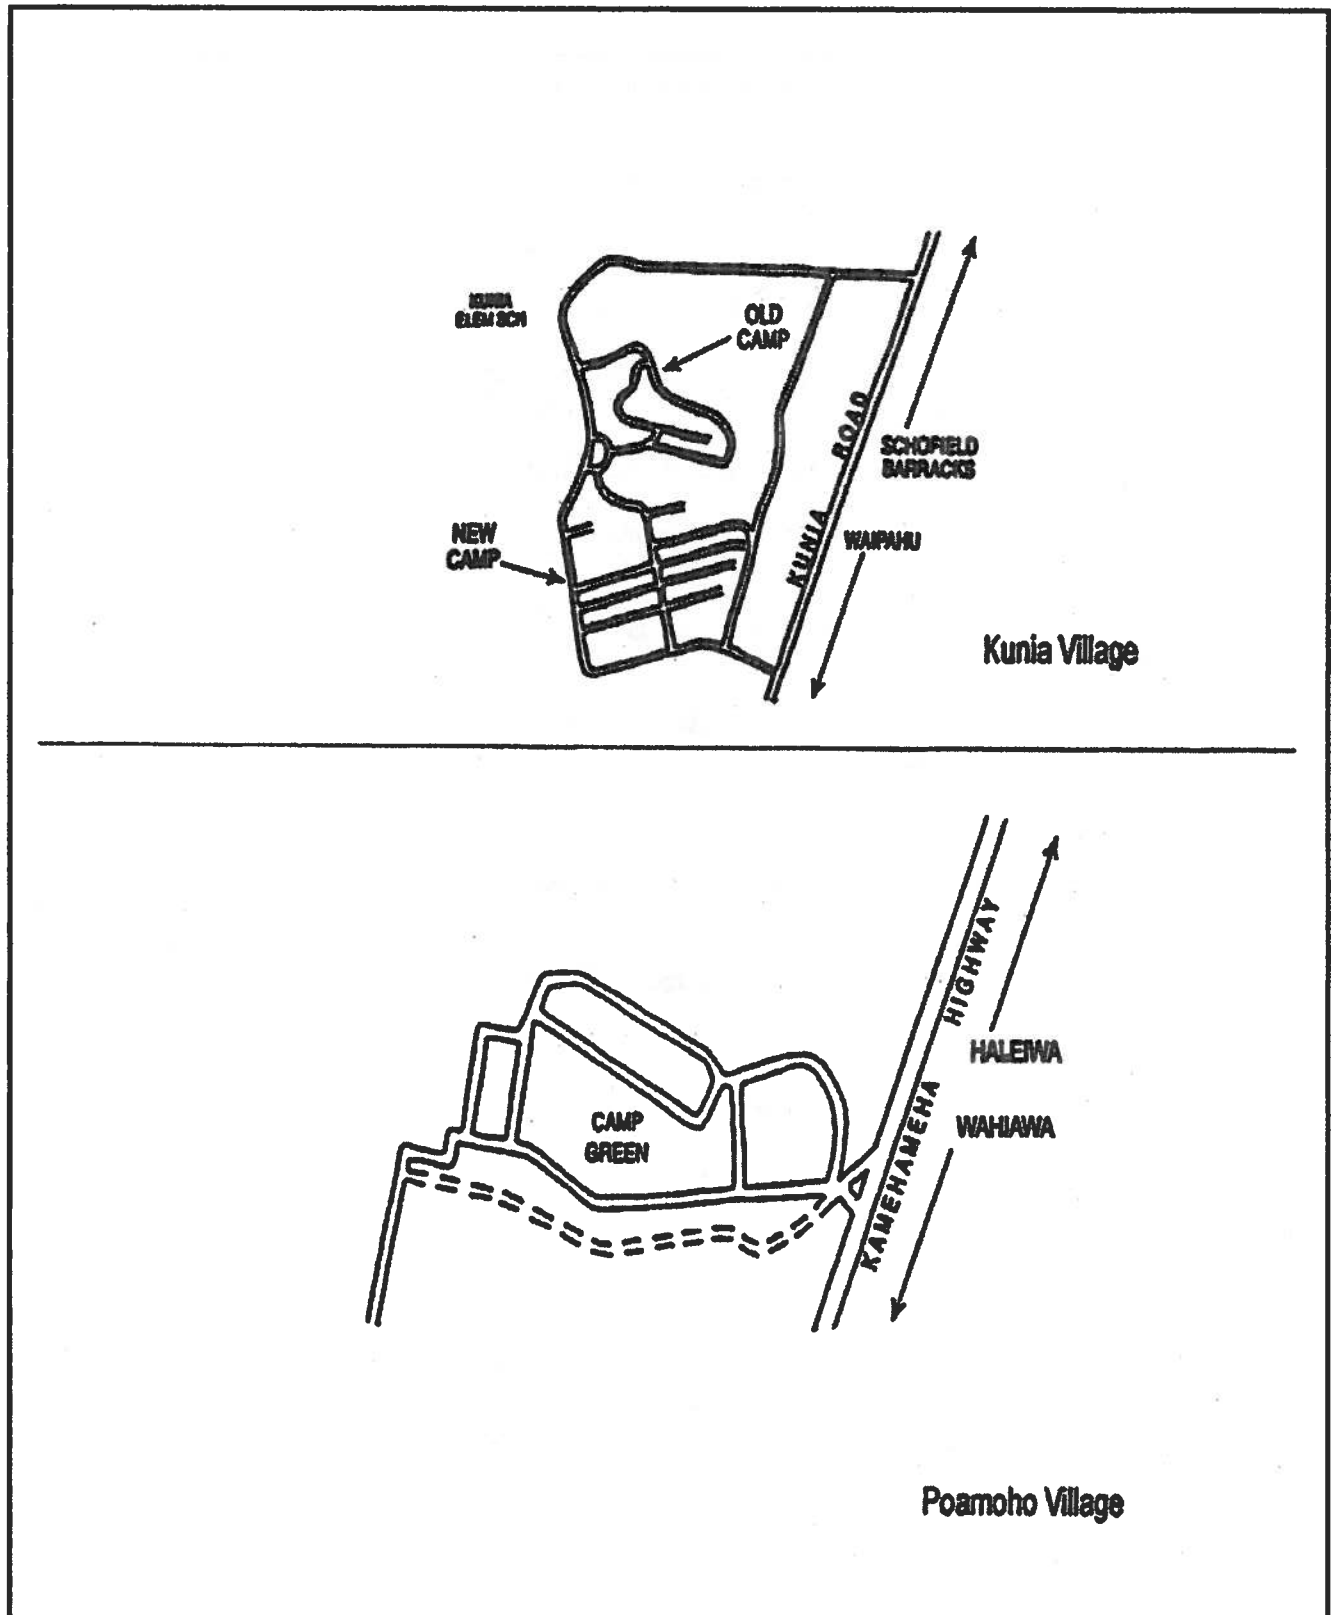 KUNIA
ELEM SCH
OLD
CAMP
KUNIA ROAD
SCHOFIELD
BARRACKS
NEW
CAMP
WAIPAHU
Kunia Village
KAMEHAMEHA HIGHWAY
HALEIWA
CAMP
GREEN
WAHIAWA
Poamoho Village